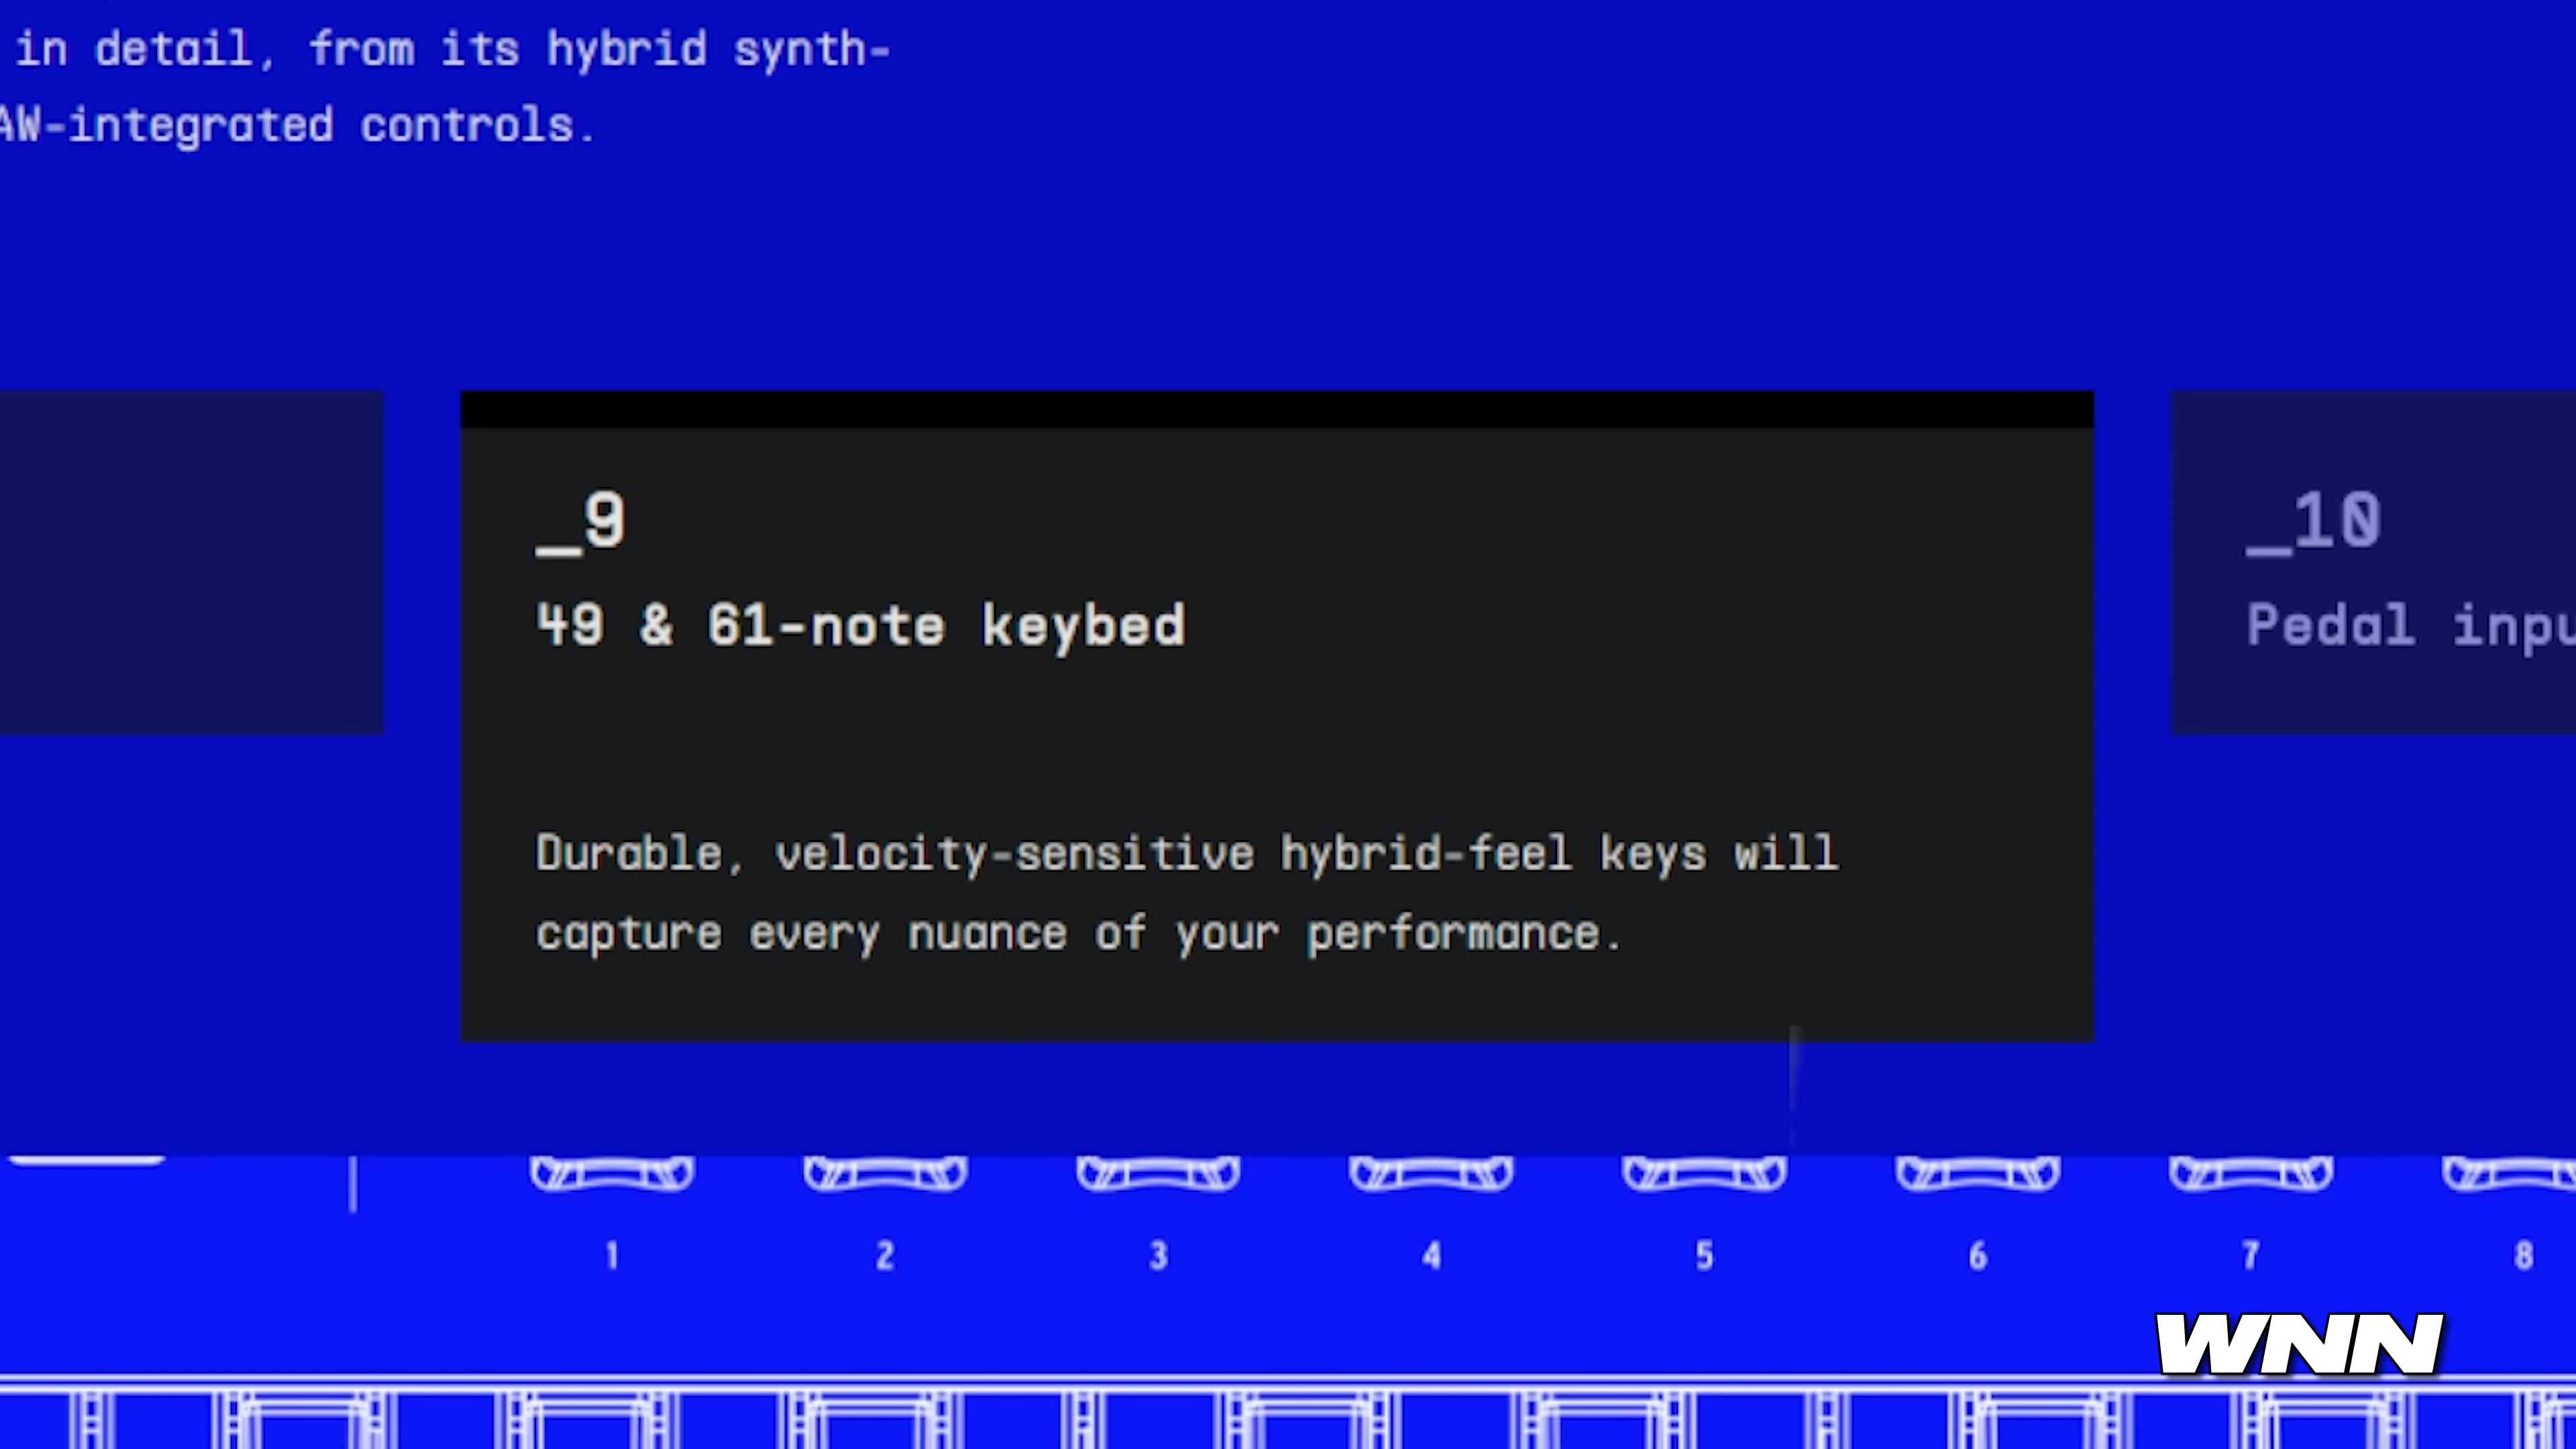 in detail, from its hybrid synth-
AW-integrated controls.
_9
49 & 61-note keybed
Durable, velocity-sensitive hybrid-feel keys will
capture every nuance of your performance.
_10
Pedal inpu
1 2 3 4 5 6 7 8
WNN